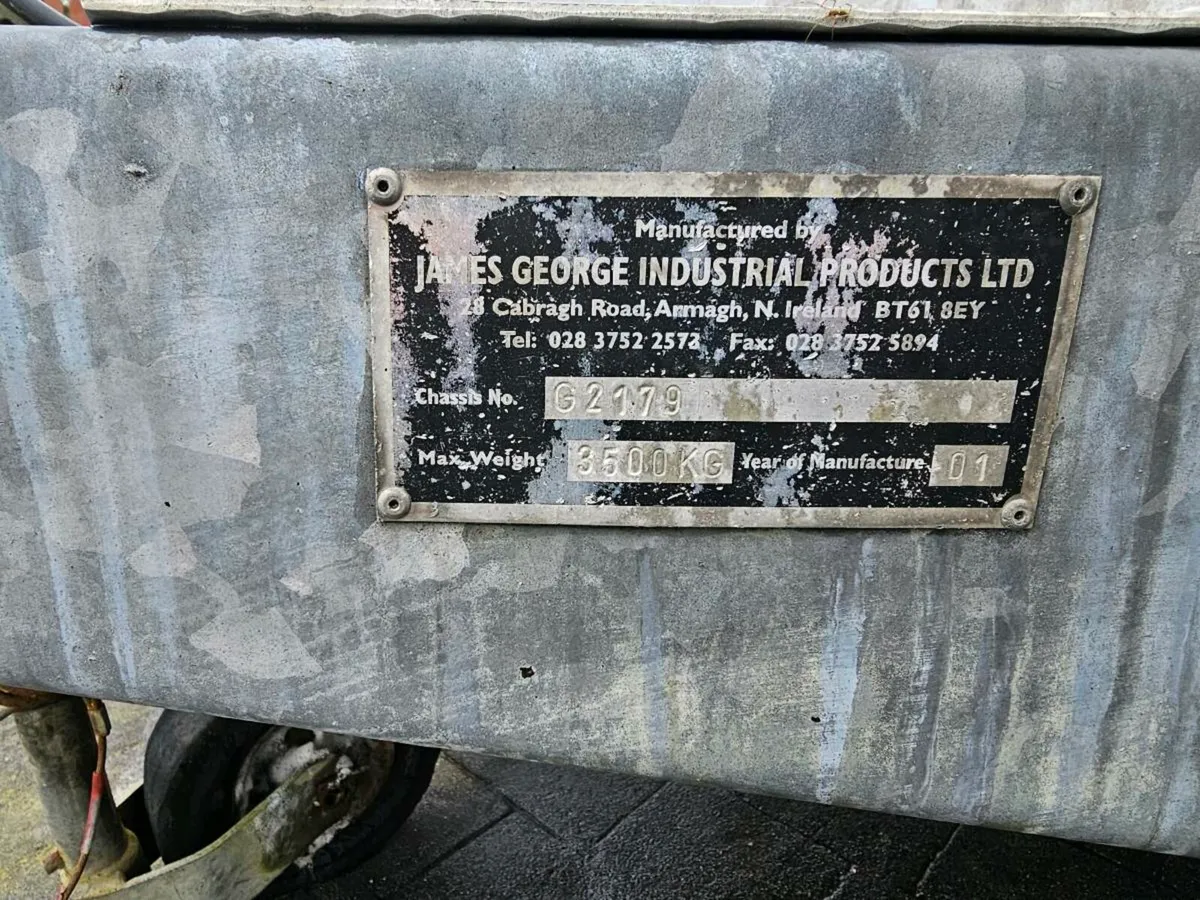 Manufactured by
JAMES GEORGE INDUSTRIAL PRODUCTS LTD
28 Cabragh Road, Armagh, N. Ireland BT61 8EY
Tel: 028 3752 2573 Fax: 028 3752 5894
Chassis No. G2179
Max. Weight 3500KG Year of Manufacture 01